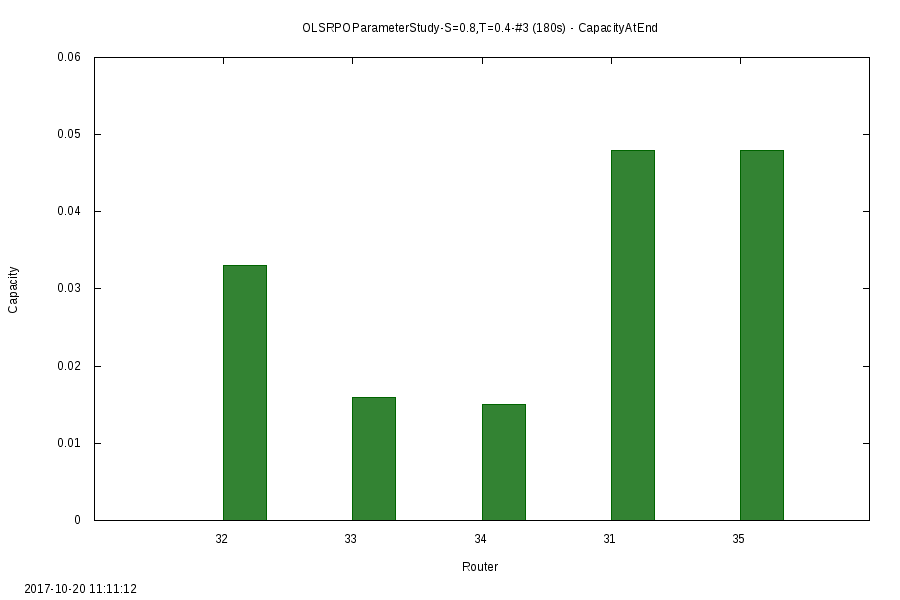 OLSRPOParameterStudy-S=0.8,T=0.4-#3 (180s) - CapacityAtEnd
0.06
0.05
0.04
0.03
0.02
0.01
0
Capacity
32 33 34 31 35
Router
2017-10-20 11:11:12